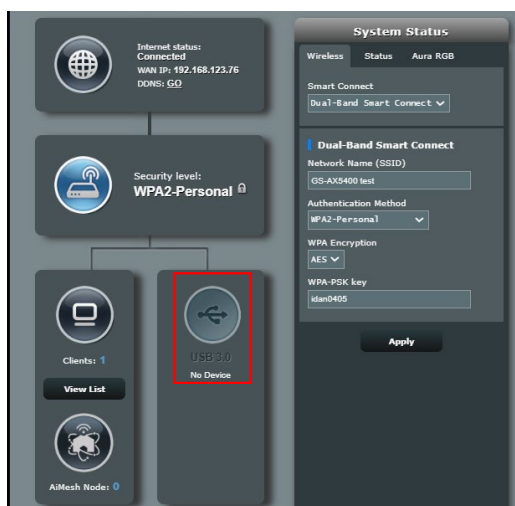 Internet status:
Connected
WAN IP: 192.168.123.76
DDNS: GO
Security level:
WPA2-Personal
Clients: 1
View List
AiMesh Node: 0
USB 3.0
No Device
System Status
Wireless Status Aura RGB
Smart Connect
Dual-Band Smart Connect
Dual-Band Smart Connect
Network Name (SSID)
GS-AX5400 test
Authentication Method
WPA2-Personal
WPA Encryption
AES
WPA-PSK key
idan0405
Apply